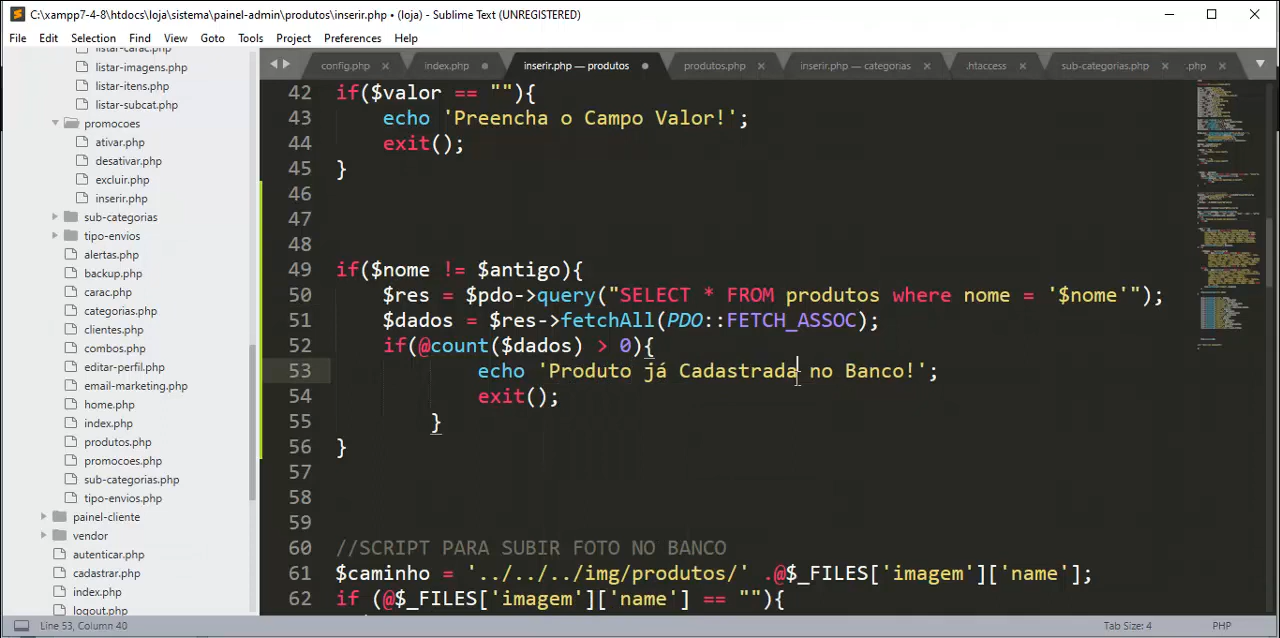 C:\xampp7-4-8\htdocs\loja\sistema\painel-admin\produtos\inserir.php • (loja) - Sublime Text (UNREGISTERED)
File Edit Selection Find View Goto Tools Project Preferences Help
listar-carac.php
listar-imagens.php
listar-itens.php
listar-subcat.php
promocoes
ativar.php
desativar.php
excluir.php
inserir.php
sub-categorias
tipo-envios
alertas.php
backup.php
carac.php
categorias.php
clientes.php
combos.php
editar-perfil.php
email-marketing.php
home.php
index.php
produtos.php
promocoes.php
sub-categorias.php
tipo-envios.php
painel-cliente
vendor
autenticar.php
cadastrar.php
index.php
logout.php
config.php index.php inserir.php — produtos produtos.php inserir.php — categorias .htaccess sub-categorias.php .php
42 if($valor == ""){
43 echo 'Preencha o Campo Valor!';
44 exit();
45 }
46
47
48
49 if($nome != $antigo){
50 $res = $pdo->query("SELECT * FROM produtos where nome = '$nome'");
51 $dados = $res->fetchAll(PDO::FETCH_ASSOC);
52 if(@count($dados) > 0){
53 echo 'Produto já Cadastrada no Banco!';
54 exit();
55 }
56 }
57
58
59
60 //SCRIPT PARA SUBIR FOTO NO BANCO
61 $caminho = '../../../img/produtos/' .@$_FILES['imagem']['name'];
62 if (@$_FILES['imagem']['name'] == ""){
Line 53, Column 40 Tab Size: 4 PHP